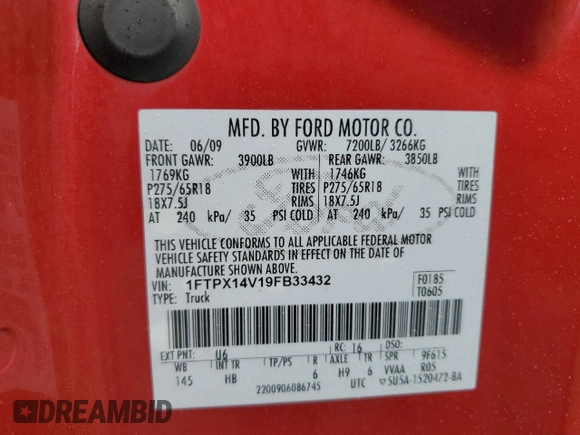 MFD. BY FORD MOTOR CO.
DATE: 06/09 GVWR: 7200LB/ 3266KG
FRONT GAWR: 3900LB REAR GAWR: 3850LB
1769KG WITH 1746KG WITH
P275/65R18 TIRES P275/65R18 TIRES
18X7.5J RIMS 18X7.5J RIMS
AT 240 kPa/ 35 PSI COLD AT 240 kPa/ 35 PSI COLD
THIS VEHICLE CONFORMS TO ALL APPLICABLE FEDERAL MOTOR
VEHICLE SAFETY STANDARDS IN EFFECT ON THE DATE OF
MANUFACTURE SHOWN ABOVE.
VIN: 1FTPX14V19FB33432 F0185
TYPE: Truck T0605
EXT PNT: U6 RC: 16 DSO:
WB INT TR TP/PS R AXLE TR SPR 9F615
145 HB 6 H9 6 VVAA R05
2200906086745 UTC 5U5A-1520472-BA
DREAMBID